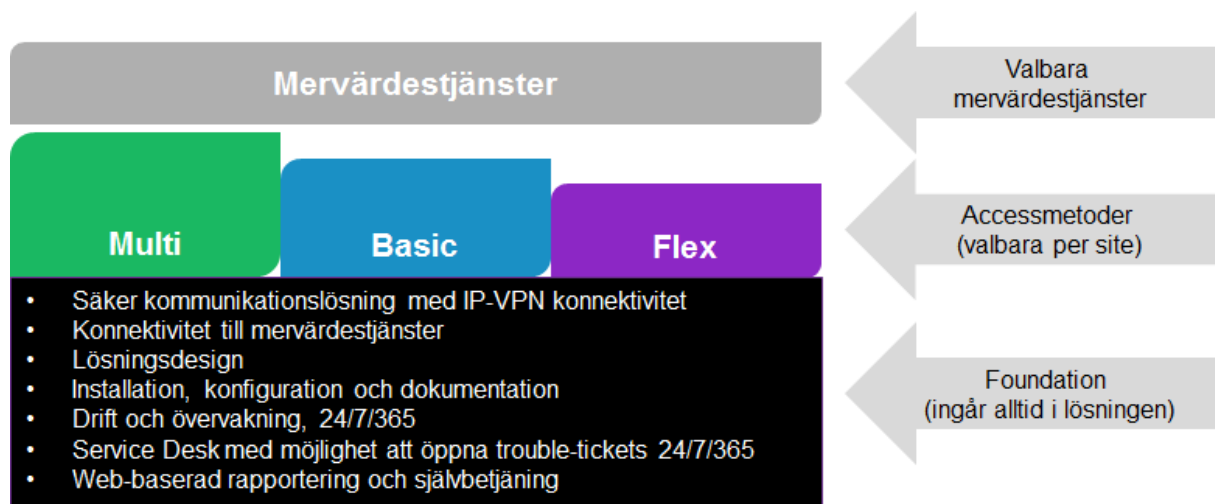 Mervärdestjänster
Valbara
mervärdestjänster
Multi
Basic
Flex
Accessmetoder
(valbara per site)
• Säker kommunikationslösning med IP-VPN konnektivitet
• Konnektivitet till mervärdestjänster
• Lösningsdesign
• Installation, konfiguration och dokumentation
• Drift och övervakning, 24/7/365
• Service Desk med möjlighet att öppna trouble-tickets 24/7/365
• Web-baserad rapportering och självbetjäning
Foundation
(ingår alltid i lösningen)